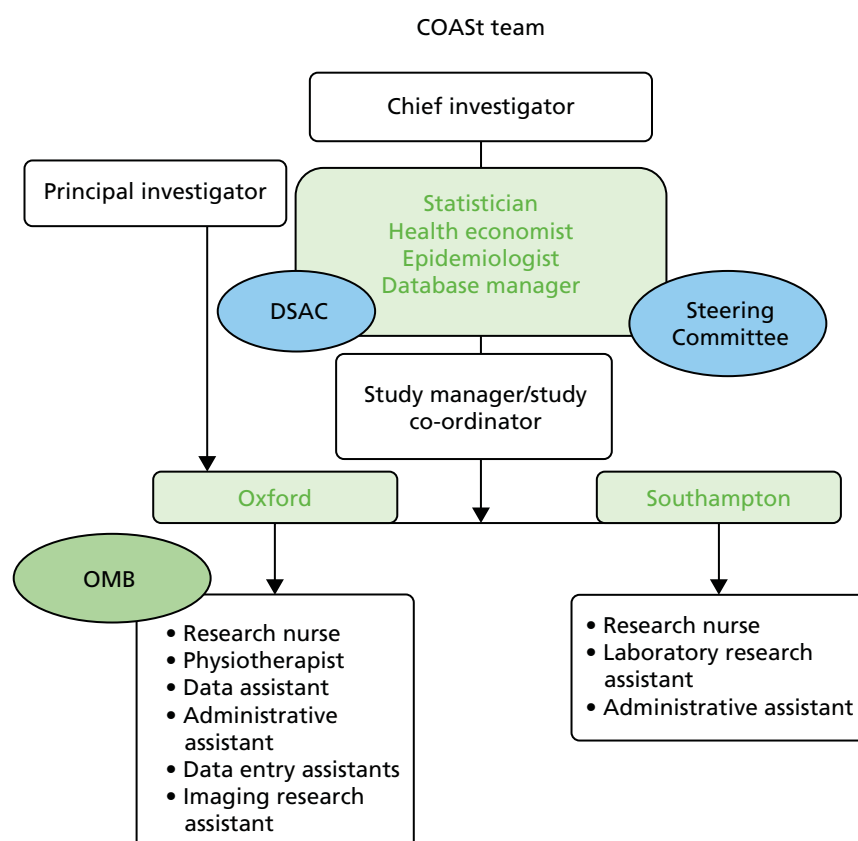 COASt team
Chief investigator
Principal investigator
Statistician
Health economist
Epidemiologist
Database manager
DSAC
Steering
Committee
Study manager/study
co-ordinator
Oxford
Southampton
OMB
• Research nurse
• Physiotherapist
• Data assistant
• Administrative
assistant
• Data entry assistants
• Imaging research
assistant
• Research nurse
• Laboratory research
assistant
• Administrative assistant